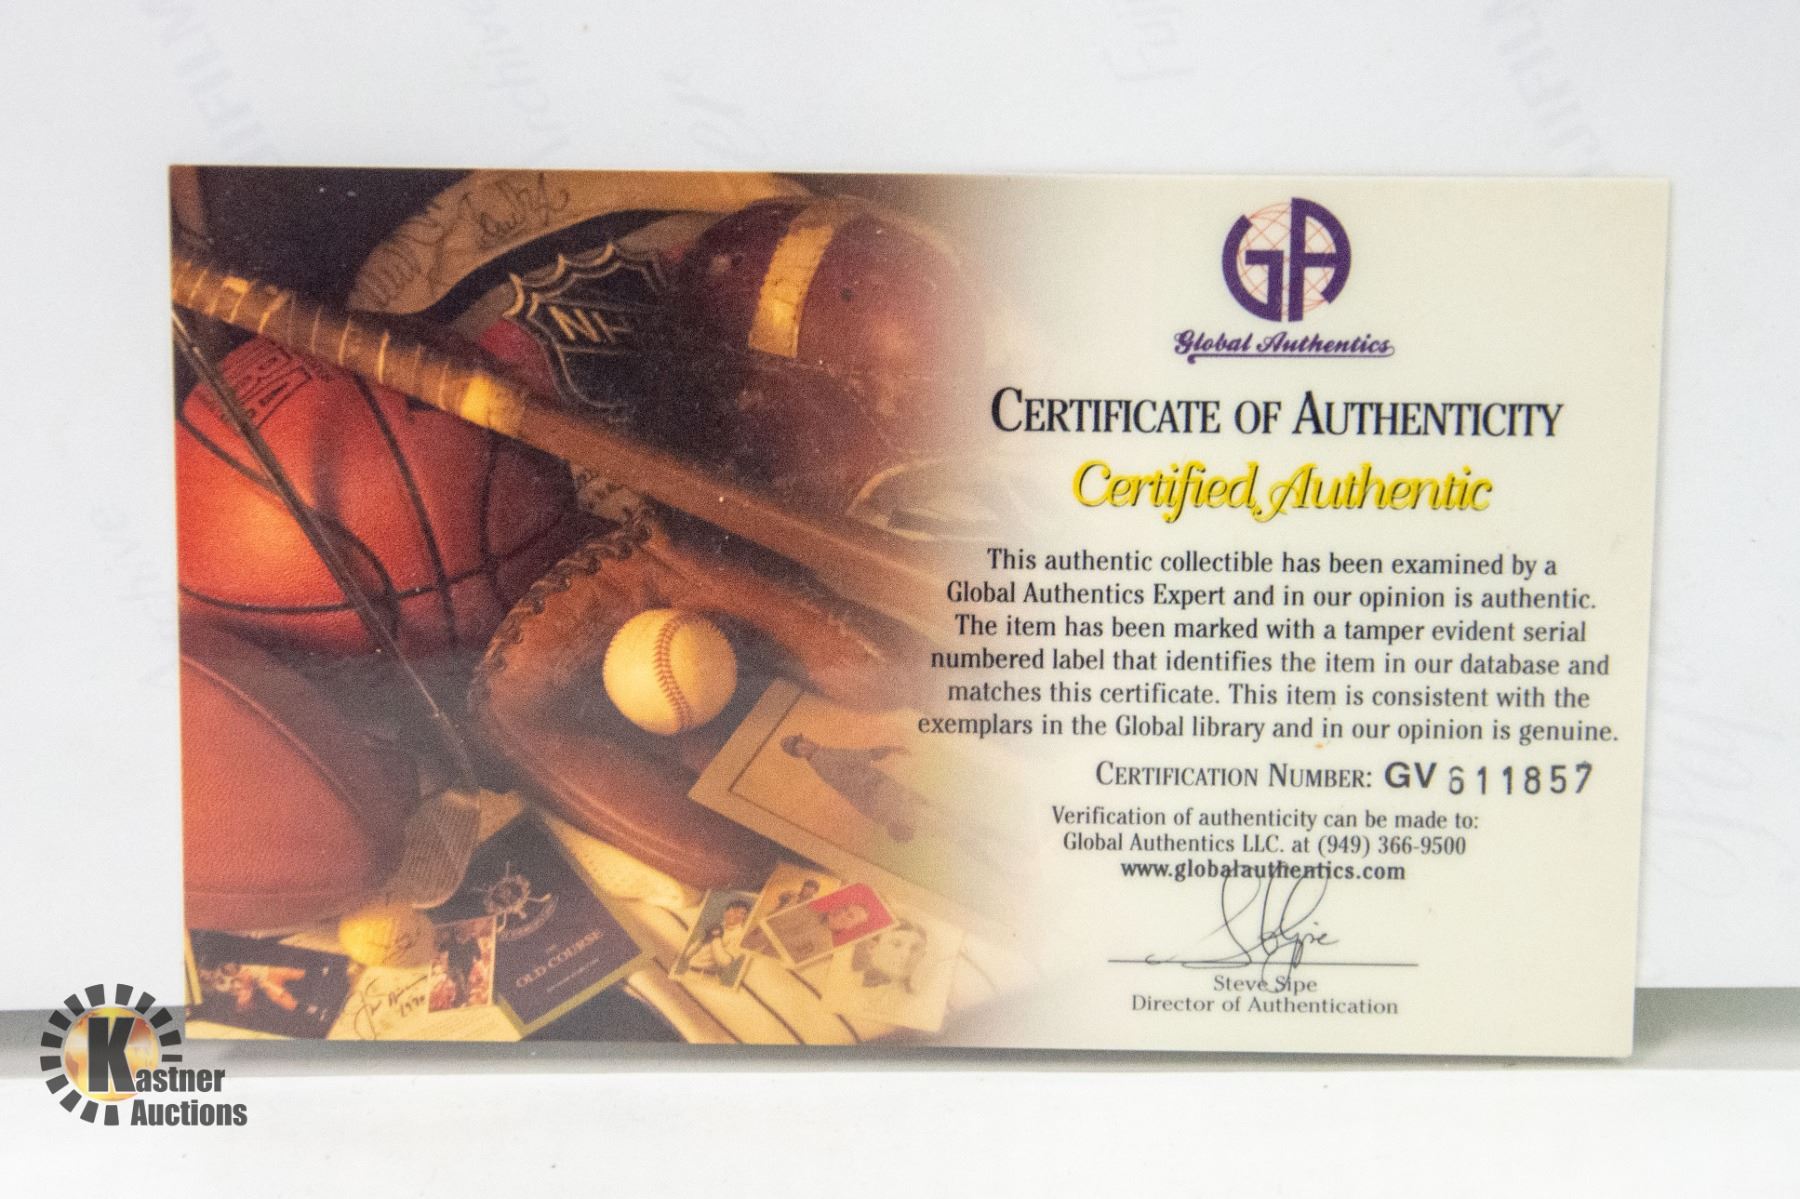 GA
Global Authentics
CERTIFICATE OF AUTHENTICITY
Certified Authentic
This authentic collectible has been examined by a
Global Authentics Expert and in our opinion is authentic.
The item has been marked with a tamper evident serial
numbered label that identifies the item in our database and
matches this certificate. This item is consistent with the
exemplars in the Global library and in our opinion is genuine.
CERTIFICATION NUMBER: GV 611857
Verification of authenticity can be made to:
Global Authentics LLC. at (949) 366-9500
www.globalauthentics.com
Steve Sipe
Director of Authentication
OLD COURSE
1970
Kastner
Auctions